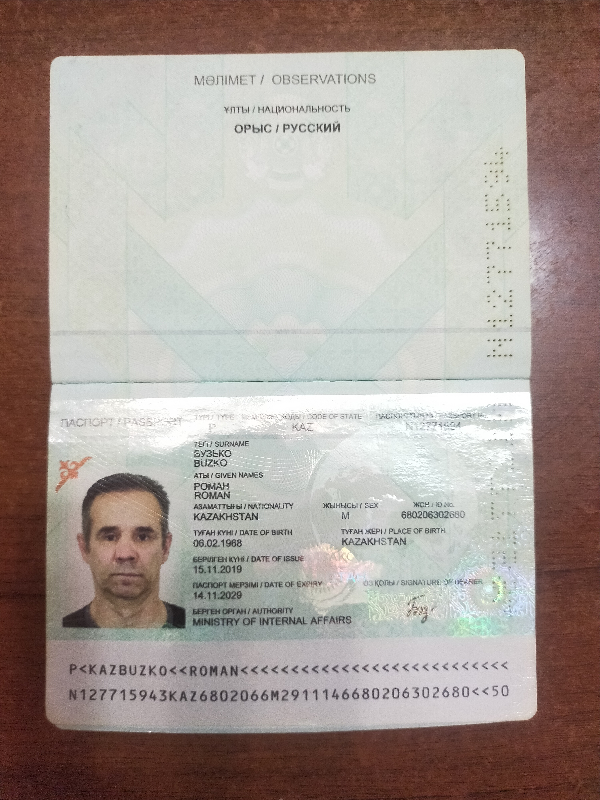 МӘЛІМЕТ / OBSERVATIONS
ҰЛТЫ / НАЦИОНАЛЬНОСТЬ
ОРЫС / РУССКИЙ
N12771594
ПАСПОРТ / PASSPORT
ТҮРІ / TYPE
CODE OF STATE
P
KAZ
N12771594
ТЕГІ / SURNAME
БУЗЬКО
BUZKO
АТЫ / GIVEN NAMES
РОМАН
ROMAN
АЗАМАТТЫҒЫ / NATIONALITY
ЖЫНЫСЫ / SEX
ЖСН / ID No.
KAZAKHSTAN
M
680206302680
ТУҒАН КҮНІ / DATE OF BIRTH
ТУҒАН ЖЕРІ / PLACE OF BIRTH
06.02.1968
KAZAKHSTAN
БЕРІЛГЕН КҮНІ / DATE OF ISSUE
15.11.2019
ПАСПОРТ МЕРЗІМІ / DATE OF EXPIRY
ӨЗ ҚОЛЫ / SIGNATURE OF BEARER
14.11.2029
БЕРГЕН ОРГАН / AUTHORITY
MINISTRY OF INTERNAL AFFAIRS
P<KAZBUZKO<<ROMAN<<<<<<<<<<<<<<<<<<<<<<<<<<<
N127715943KAZ6802066M2911146680206302680<<50